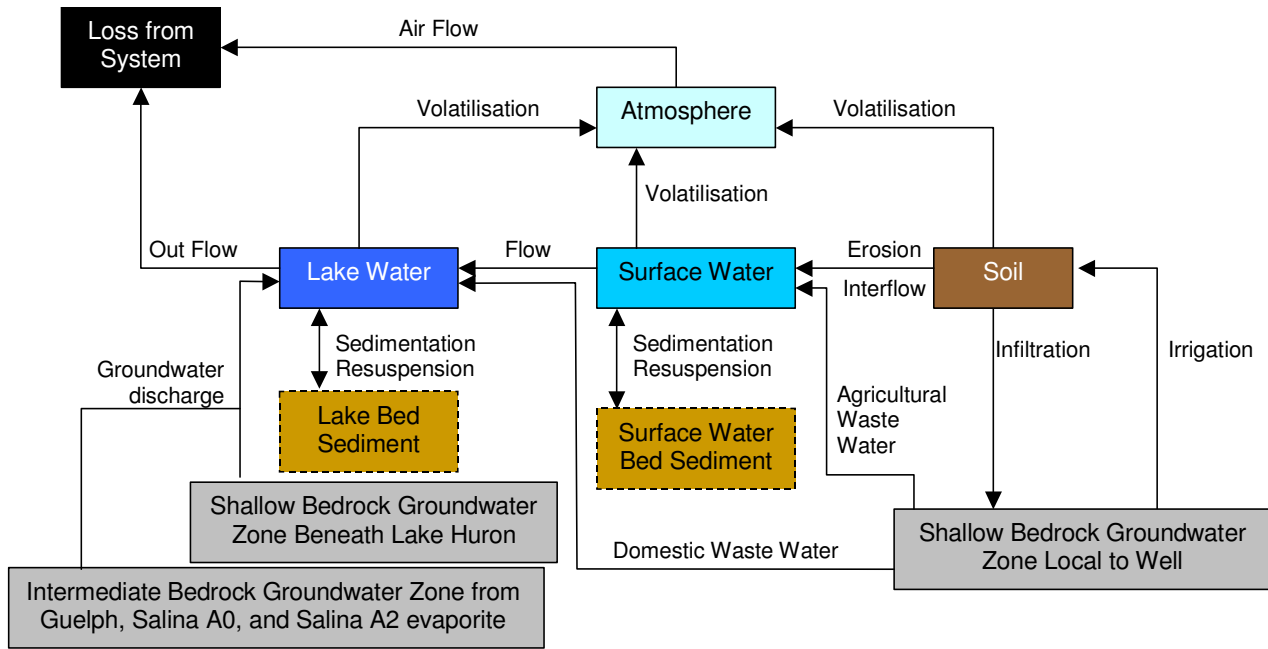 Loss from
System
Air Flow
Volatilisation
Atmosphere
Volatilisation
Volatilisation
Out Flow
Lake Water
Flow
Surface Water
Erosion
Interflow
Soil
Groundwater
discharge
Sedimentation
Resuspension
Sedimentation
Resuspension
Infiltration
Irrigation
Agricultural
Waste
Water
Lake Bed
Sediment
Surface Water
Bed Sediment
Shallow Bedrock Groundwater
Zone Beneath Lake Huron
Domestic Waste Water
Shallow Bedrock Groundwater
Zone Local to Well
Intermediate Bedrock Groundwater Zone from
Guelph, Salina A0, and Salina A2 evaporite